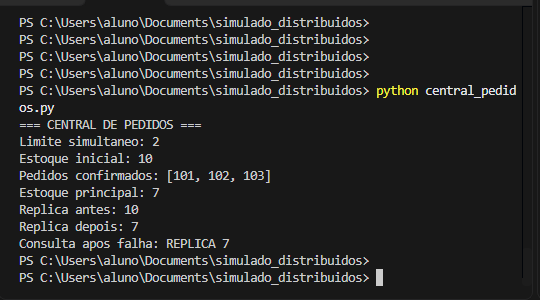 PS C:\Users\aluno\Documents\simulado_distribuidos>
PS C:\Users\aluno\Documents\simulado_distribuidos>
PS C:\Users\aluno\Documents\simulado_distribuidos>
PS C:\Users\aluno\Documents\simulado_distribuidos>
PS C:\Users\aluno\Documents\simulado_distribuidos> python central_pedid
os.py
=== CENTRAL DE PEDIDOS ===
Limite simultaneo: 2
Estoque inicial: 10
Pedidos confirmados: [101, 102, 103]
Estoque principal: 7
Replica antes: 10
Replica depois: 7
Consulta apos falha: REPLICA 7
PS C:\Users\aluno\Documents\simulado_distribuidos>
PS C:\Users\aluno\Documents\simulado_distribuidos>